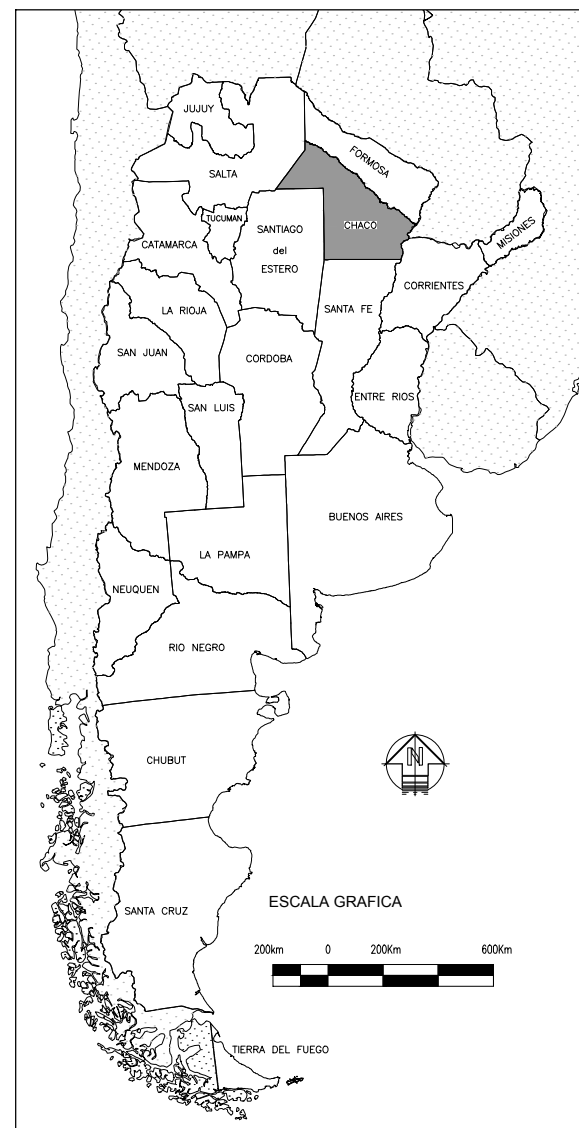 JUJUY
FORMOSA
SALTA
TUCUMAN
CHACO
MISIONES
SANTIAGO
del
ESTERO
CATAMARCA
CORRIENTES
LA RIOJA
SANTA FE
SAN JUAN
CORDOBA
ENTRE RIOS
SAN LUIS
MENDOZA
BUENOS AIRES
LA PAMPA
NEUQUEN
RIO NEGRO
CHUBUT
N
SANTA CRUZ
ESCALA GRAFICA
200Km 0 200Km 600Km
TIERRA DEL FUEGO